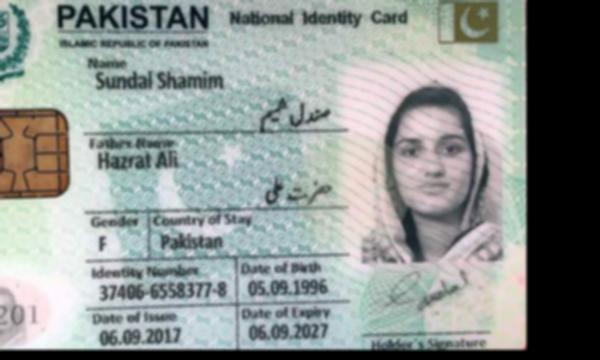 PAKISTAN National Identity Card
ISLAMIC REPUBLIC OF PAKISTAN
Name
Sundal Shamim
صندل شمیم
Father Name
Hazrat Ali
حضرت علی
Gender Country of Stay
F Pakistan
Identity Number Date of Birth
37406-6558377-8 05.09.1996
Date of Issue Date of Expiry
06.09.2017 06.09.2027
201
Holder's Signature